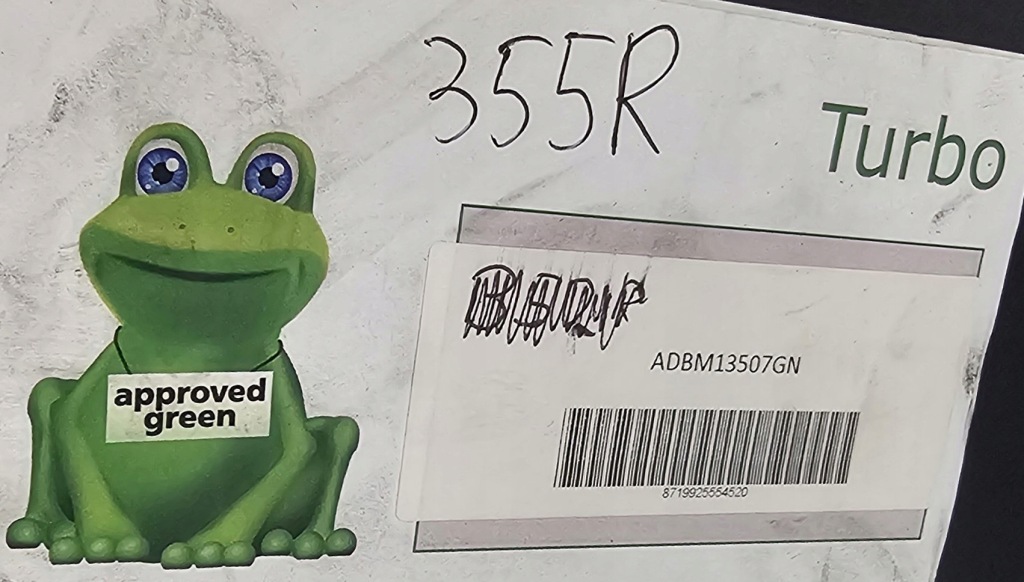 355R
Turbo
ADBM13507GN
8719925554520
approved
green